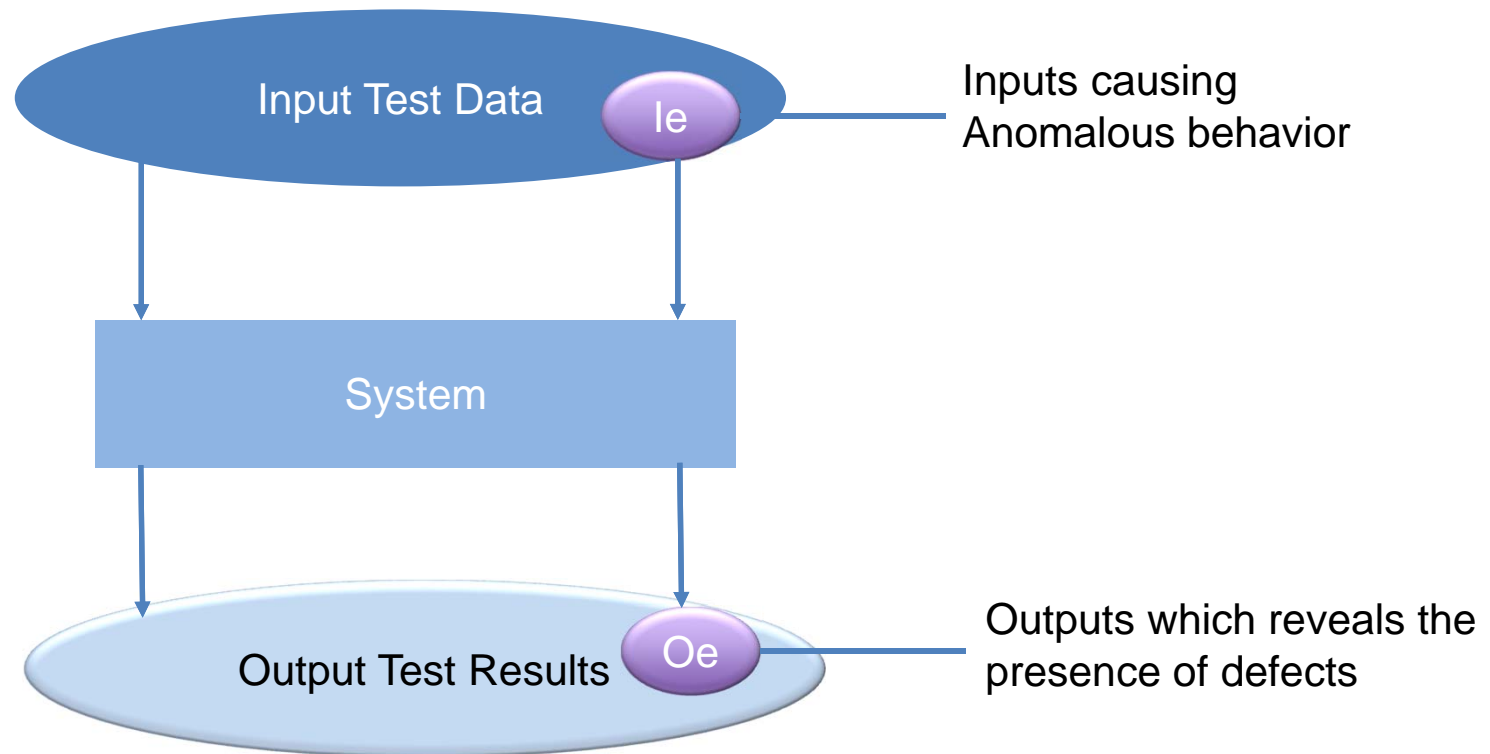 Input Test Data
Ie
Inputs causing
Anomalous behavior
System
Output Test Results
Oe
Outputs which reveals the
presence of defects